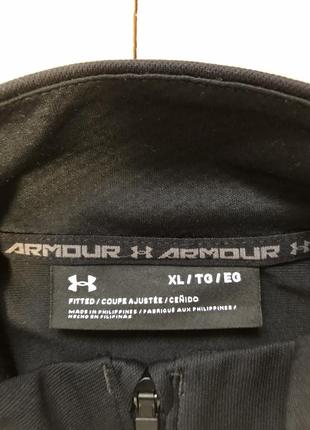 ARMOUR ARMOUR
XL / TG / EG
FITTED / COUPE AJUSTÉE / CEÑIDO
MADE IN PHILIPPINES / FABRIQUÉ AUX PHILIPPINES /
HECHO EN FILIPINAS